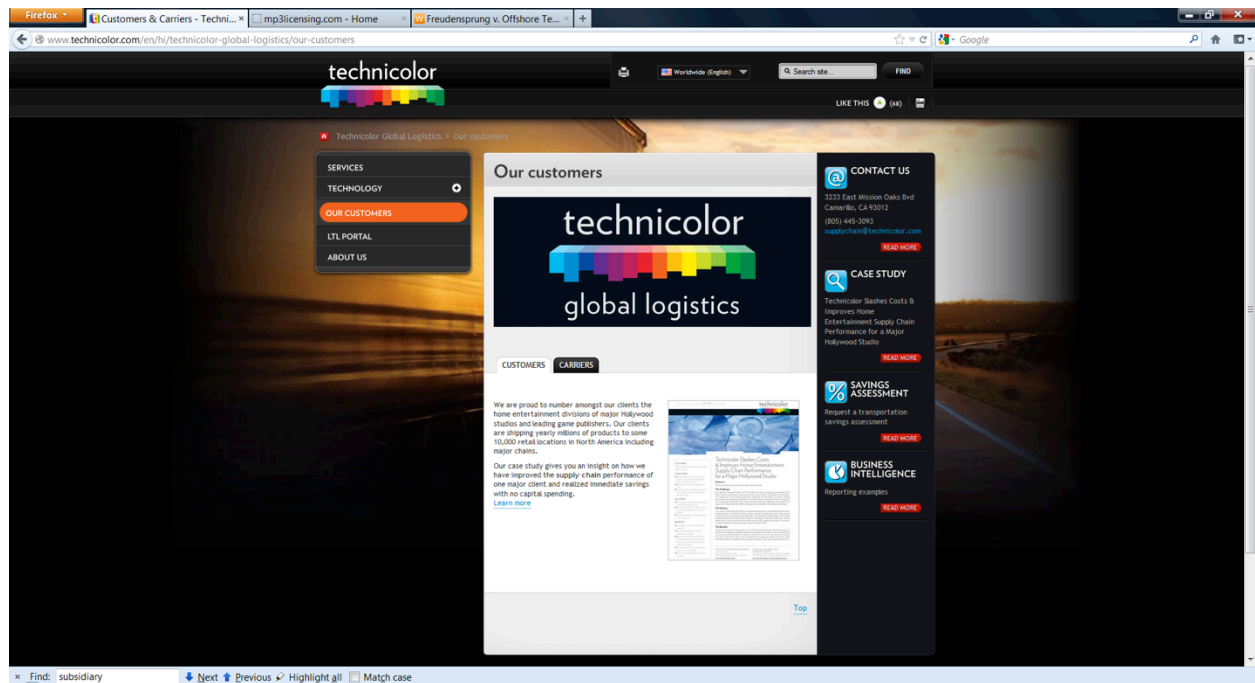 Firefox
Customers & Carriers - Techni...
mp3licensing.com - Home
Freudensprung v. Offshore Te...
www.technicolor.com/en/hi/technicolor-global-logistics/our-customers
Google
technicolor
Worldwide (English)
Search site...
FIND
LIKE THIS (68)
Technicolor Global Logistics > Our customers
SERVICES
TECHNOLOGY
OUR CUSTOMERS
LTL PORTAL
ABOUT US
Our customers
technicolor
global logistics
CUSTOMERS
CARRIERS
We are proud to number amongst our clients the
home entertainment divisions of major Hollywood
studios and leading game publishers. Our clients
are shipping yearly millions of products to some
10,000 retail locations in North America including
major chains.
Our case study gives you an insight on how we
have improved the supply chain performance of
one major client and realized immediate savings
with no capital spending.
Learn more
technicolor
Technicolor Slashes Costs
& Improves Home Entertainment
Supply Chain Performance
for a Major Hollywood Studio
Top
CONTACT US
3233 East Mission Oaks Bvd
Camarillo, CA 93012
(805) 445-3093
supplychain@technicolor.com
READ MORE
CASE STUDY
Technicolor Slashes Costs &
Improves Home
Entertainment Supply Chain
Performance for a Major
Hollywood Studio
READ MORE
SAVINGS
ASSESSMENT
Request a transportation
savings assessment
READ MORE
BUSINESS
INTELLIGENCE
Reporting examples
READ MORE
Find: subsidiary
Next Previous Highlight all Match case